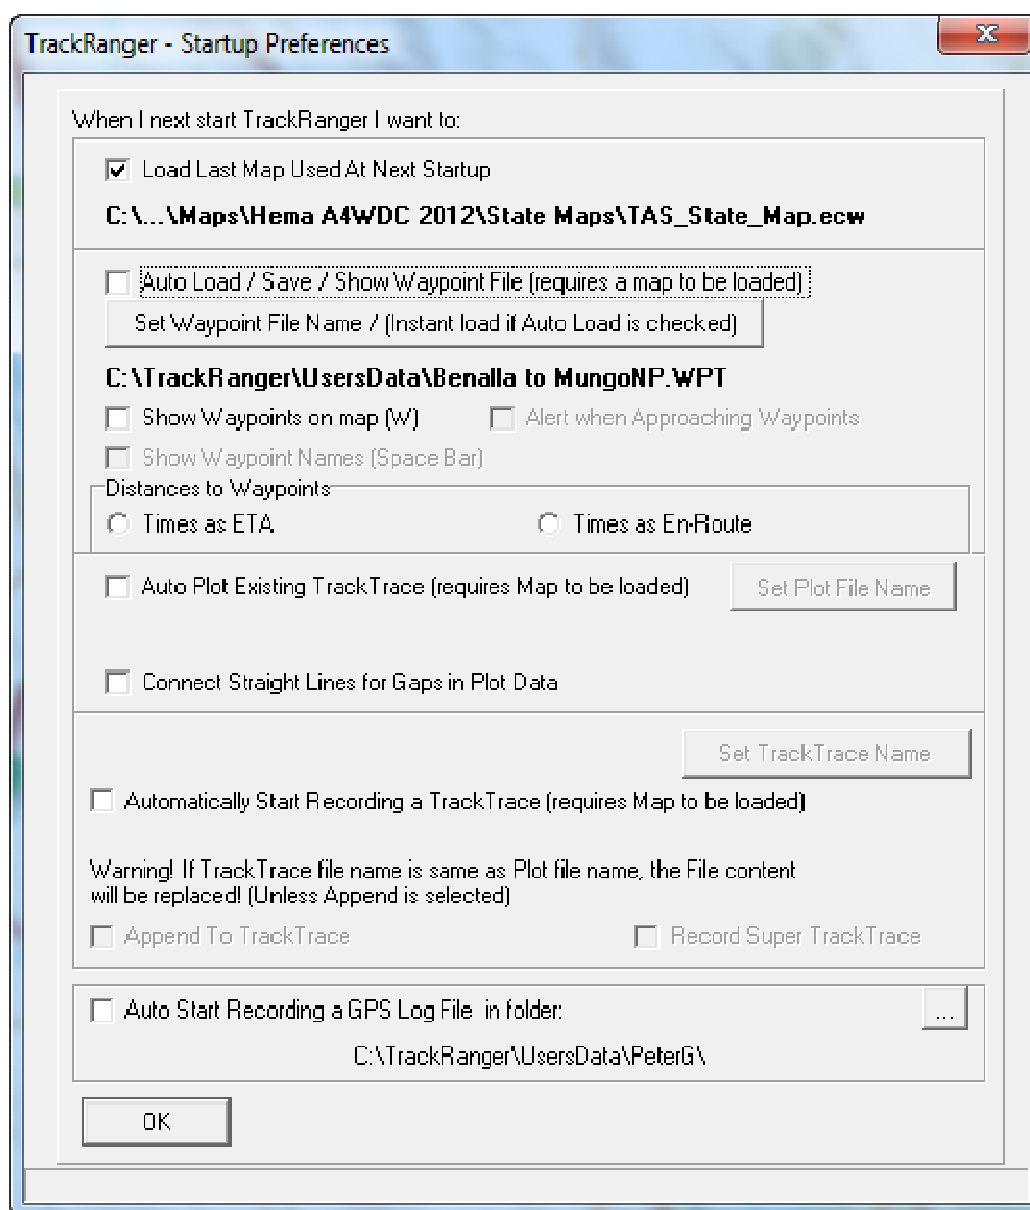 TrackRanger - Startup Preferences
When I next start TrackRanger I want to:
Load Last Map Used At Next Startup
C:\...\Maps\Hema A4WDC 2012\State Maps\TAS_State_Map.ecw
Auto Load / Save / Show Waypoint File (requires a map to be loaded)
Set Waypoint File Name / (Instant load if Auto Load is checked)
C:\TrackRanger\UsersData\Benalla to MungoNP.WPT
Show Waypoints on map (W) Alert when Approaching Waypoints
Show Waypoint Names (Space Bar)
Distances to Waypoints
Times as ETA Times as En-Route
Auto Plot Existing TrackTrace (requires Map to be loaded) Set Plot File Name
Connect Straight Lines for Gaps in Plot Data
Set TrackTrace Name
Automatically Start Recording a TrackTrace (requires Map to be loaded)
Warning! If TrackTrace file name is same as Plot file name, the File content
will be replaced! (Unless Append is selected)
Append To TrackTrace Record Super TrackTrace
Auto Start Recording a GPS Log File in folder: ...
C:\TrackRanger\UsersData\PeterG\
OK